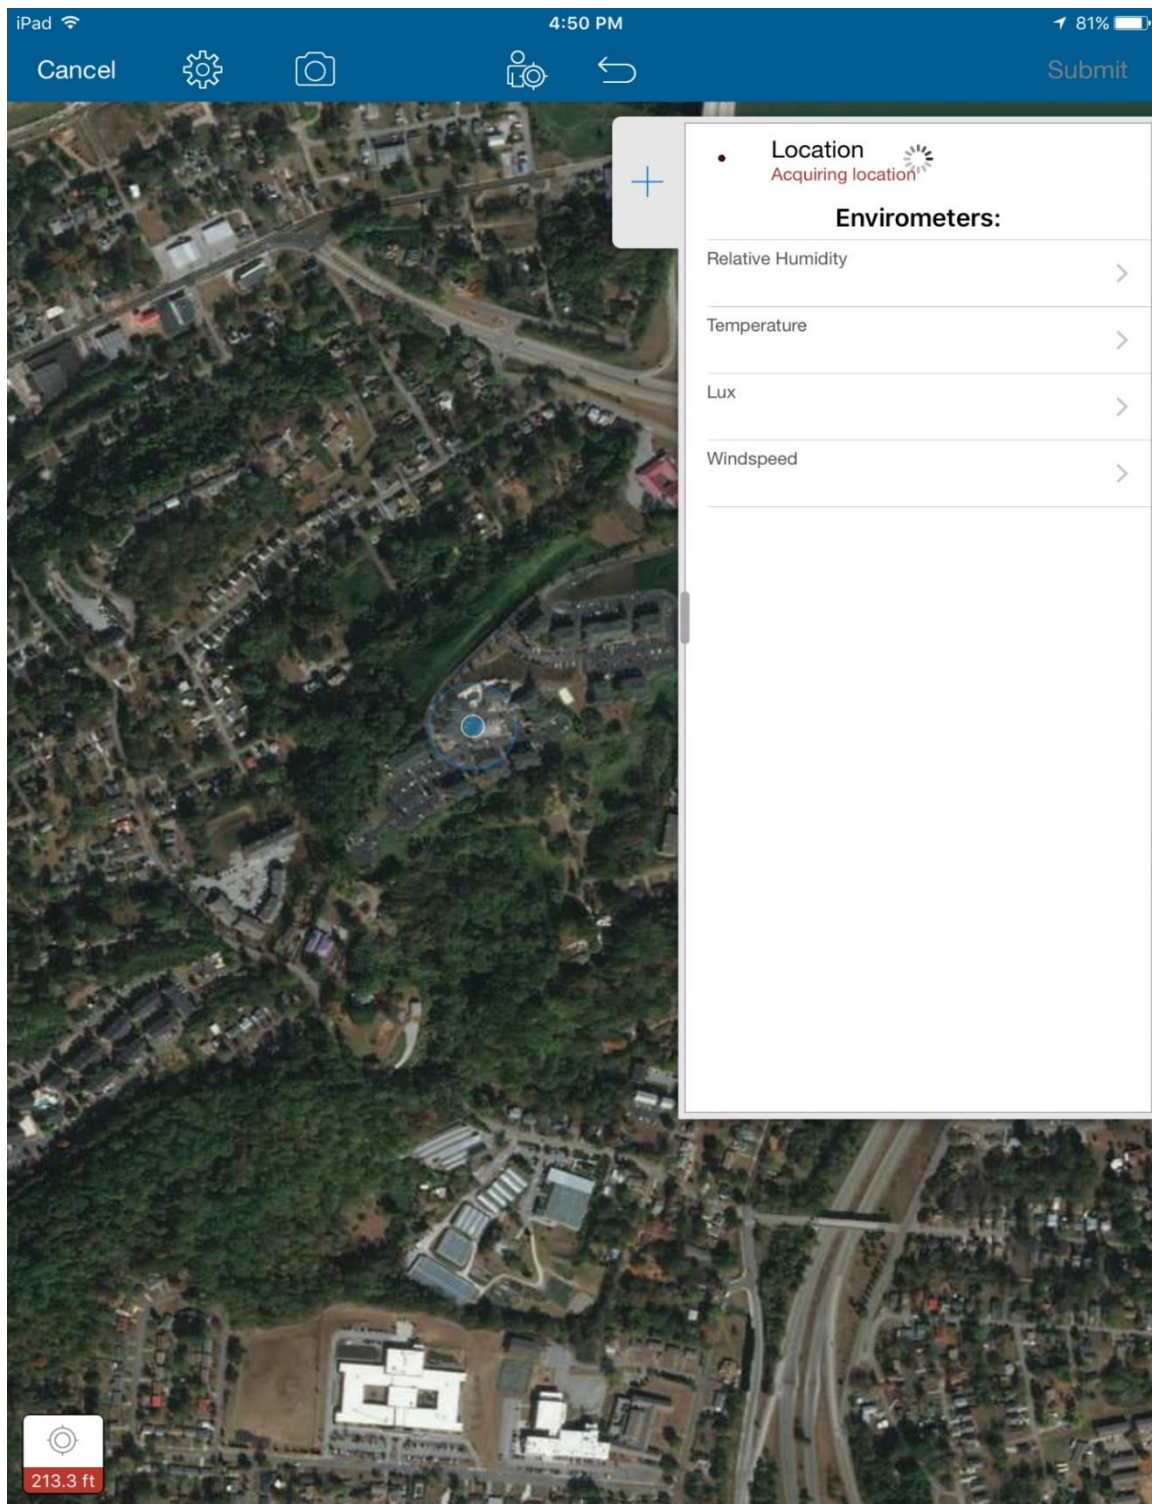 iPad 4:50 PM 81%
Cancel Submit
Location
Acquiring location
Envirometers:
Relative Humidity
Temperature
Lux
Windspeed
213.3 ft